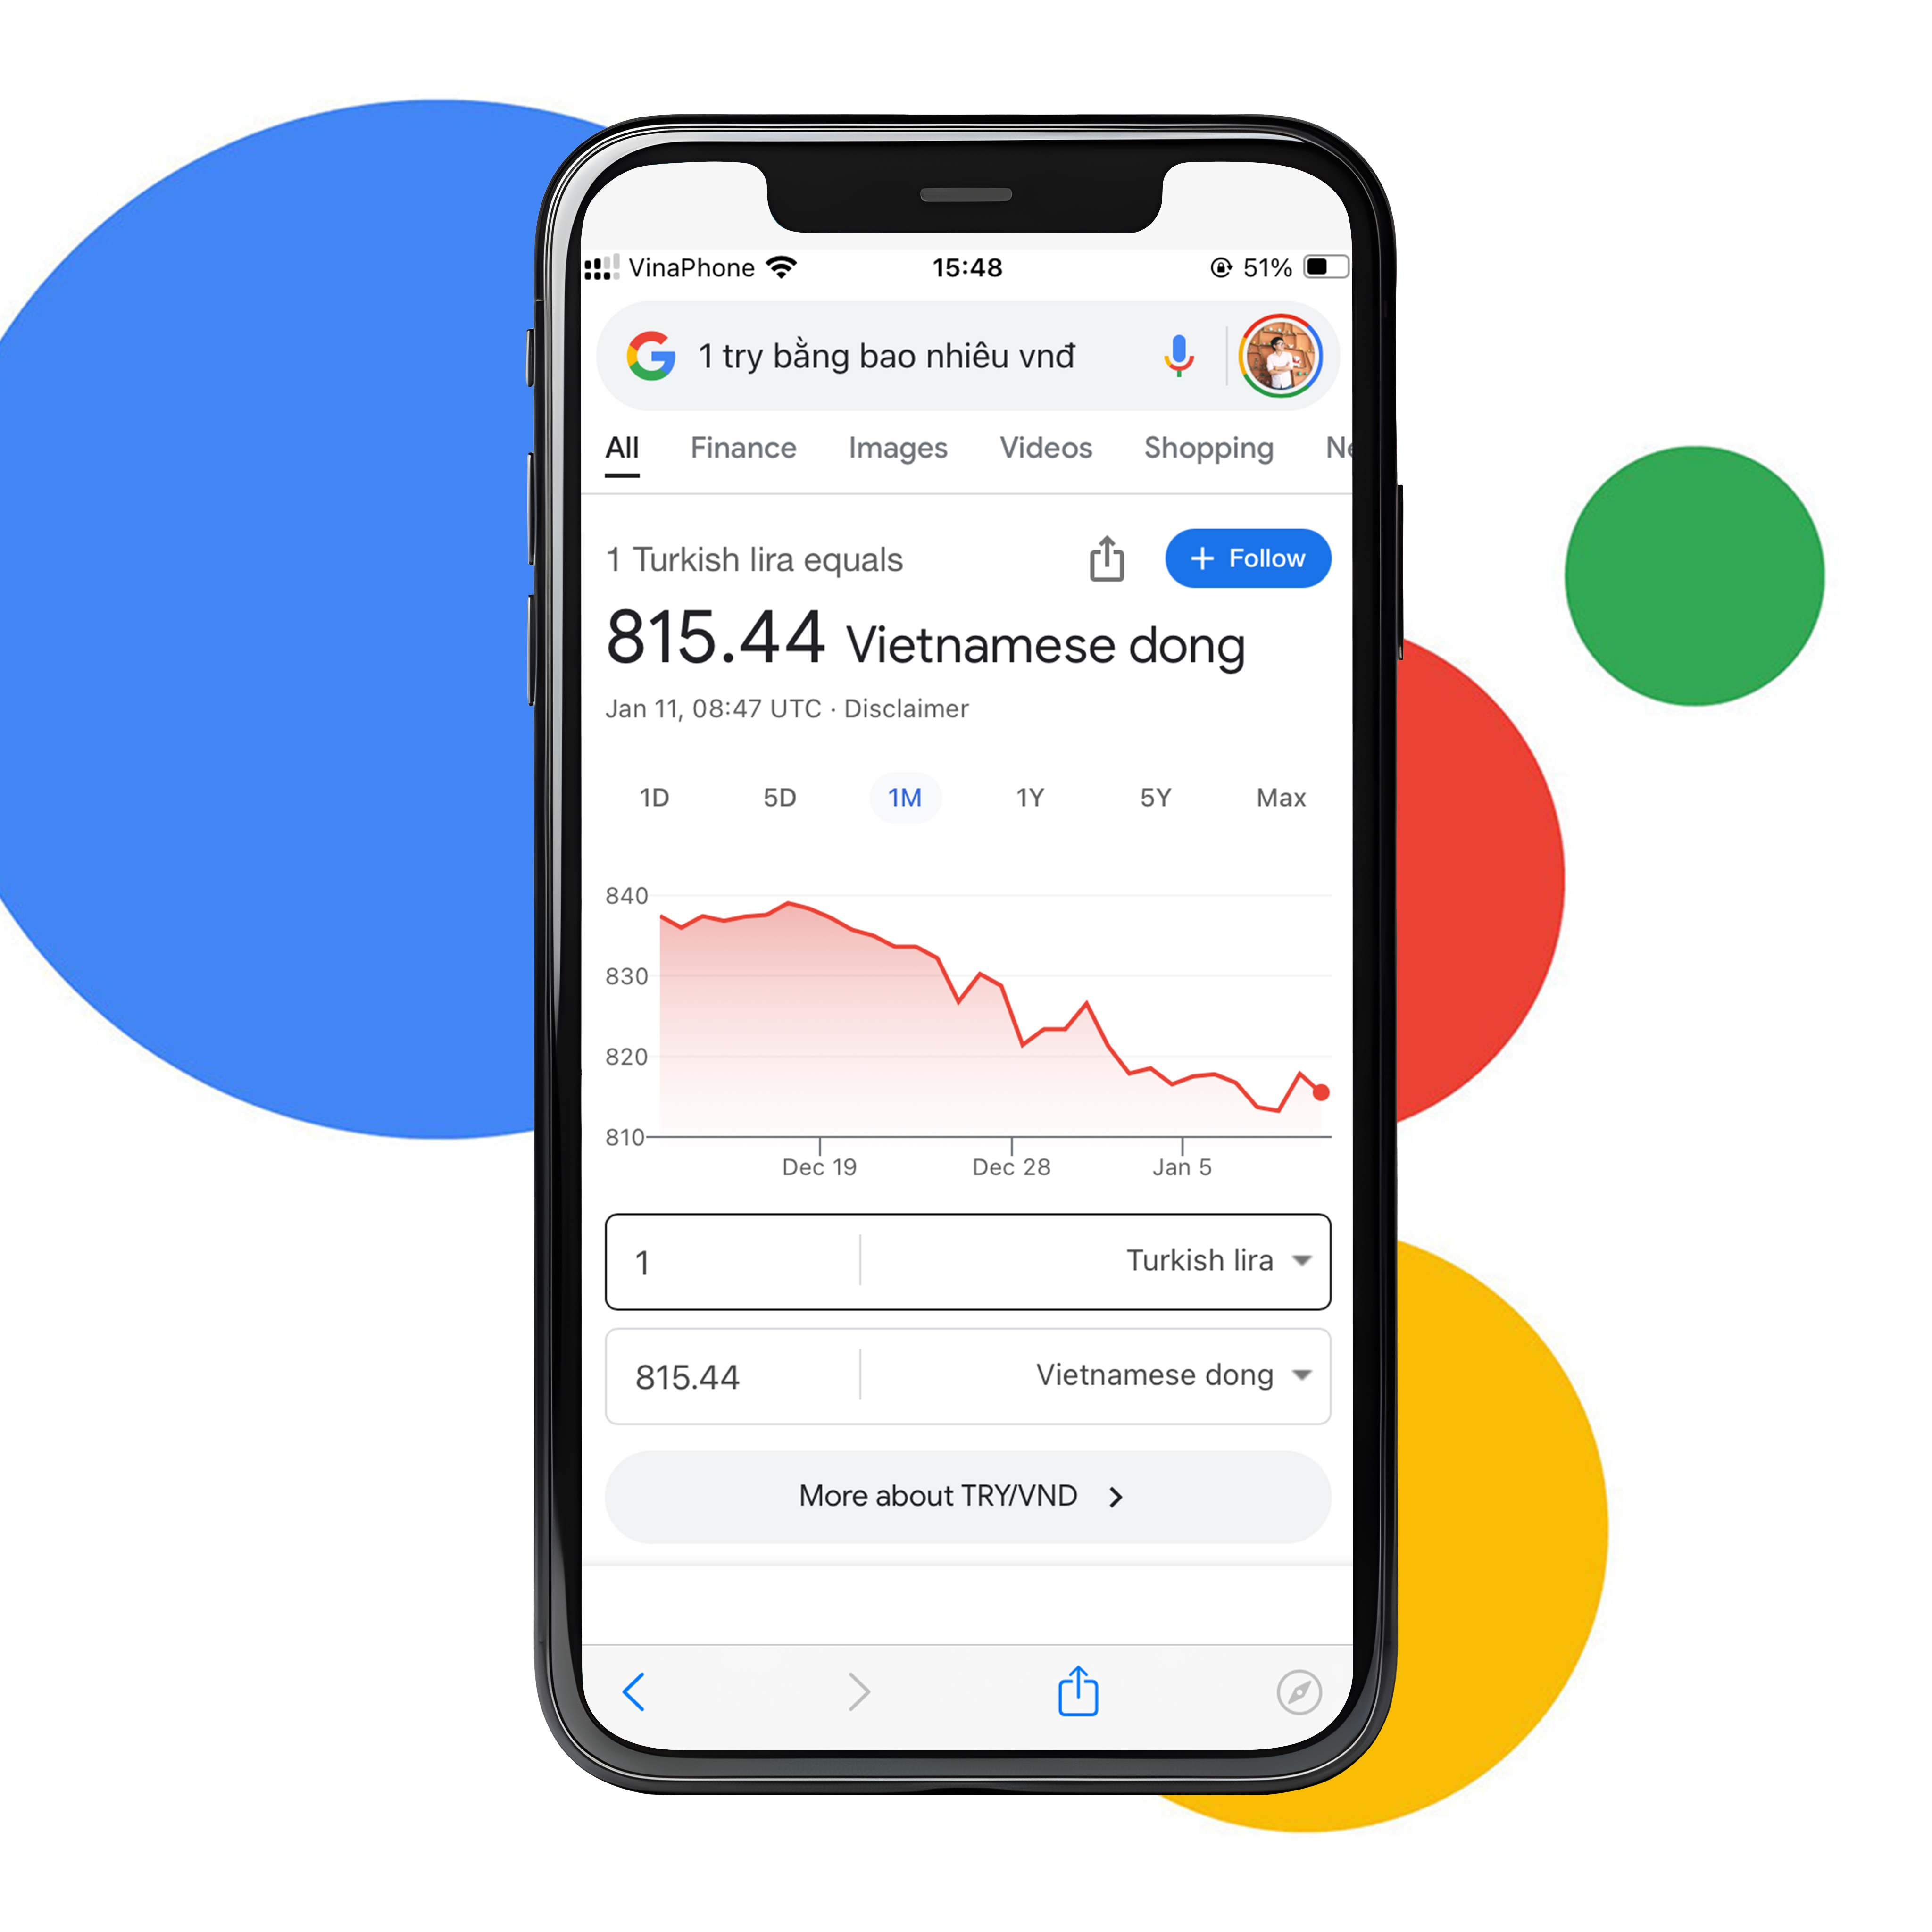 VinaPhone 15:48 51%
1 try bằng bao nhiêu vnđ
All Finance Images Videos Shopping Ne
1 Turkish lira equals
+ Follow
815.44 Vietnamese dong
Jan 11, 08:47 UTC · Disclaimer
1D 5D 1M 1Y 5Y Max
840
830
820
810
Dec 19 Dec 28 Jan 5
1 Turkish lira
815.44 Vietnamese dong
More about TRY/VND